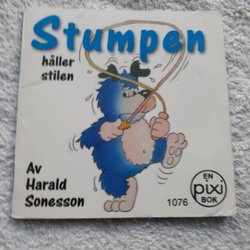 Stumpen
håller
stilen
Av
Harald
Sonesson
1076
EN
pixi
BOK